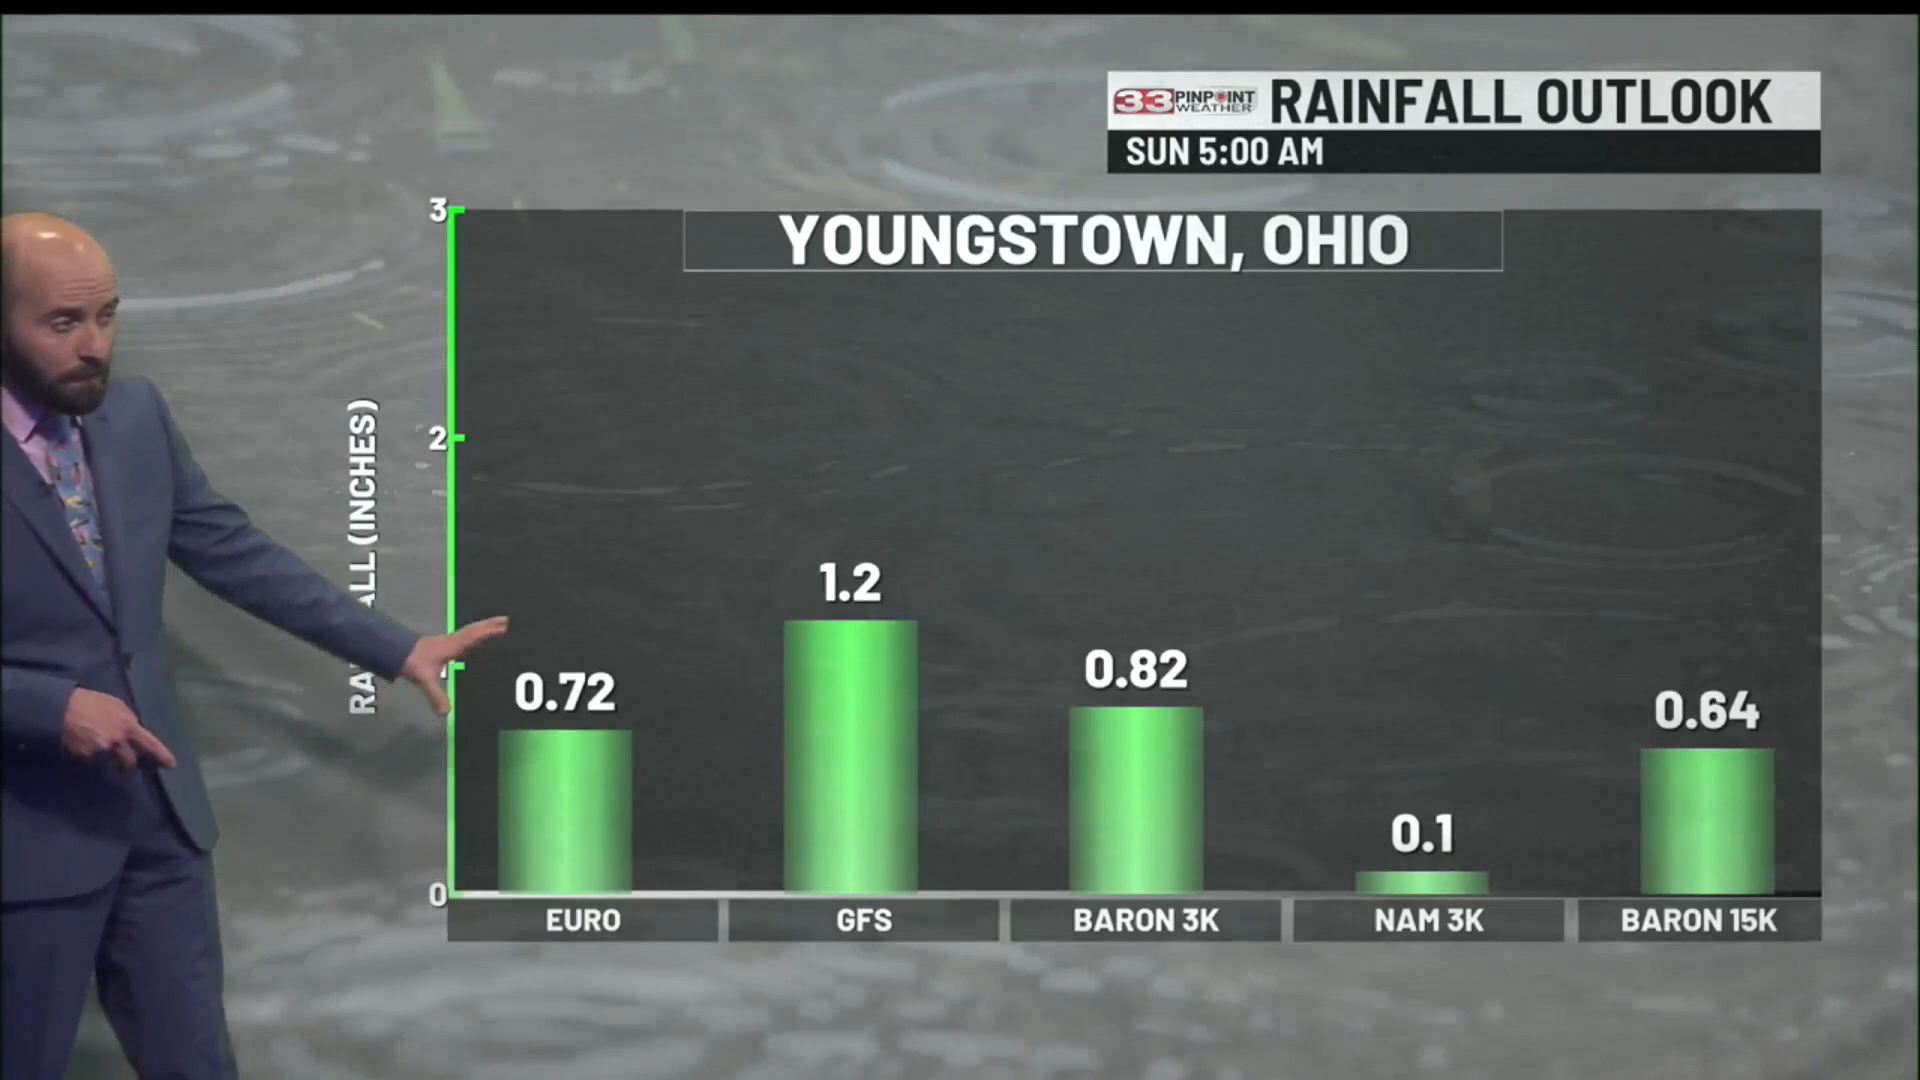 33 PINPOINT WEATHER RAINFALL OUTLOOK
SUN 5:00 AM
YOUNGSTOWN, OHIO
3
2
0
0.72
1.2
0.82
0.1
0.64
EURO
GFS
BARON 3K
NAM 3K
BARON 15K
(INCHES)